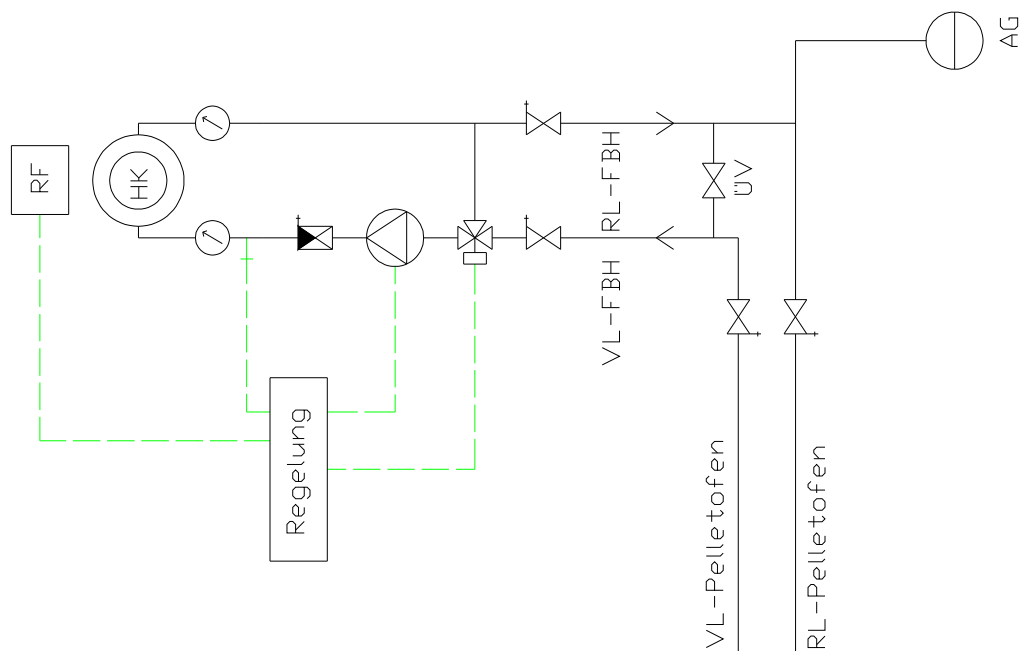 RF
HK
Regelung
VL-FBH
RL-FBH
ÜV
AG
VL-Pelletofen
RL-Pelletofen